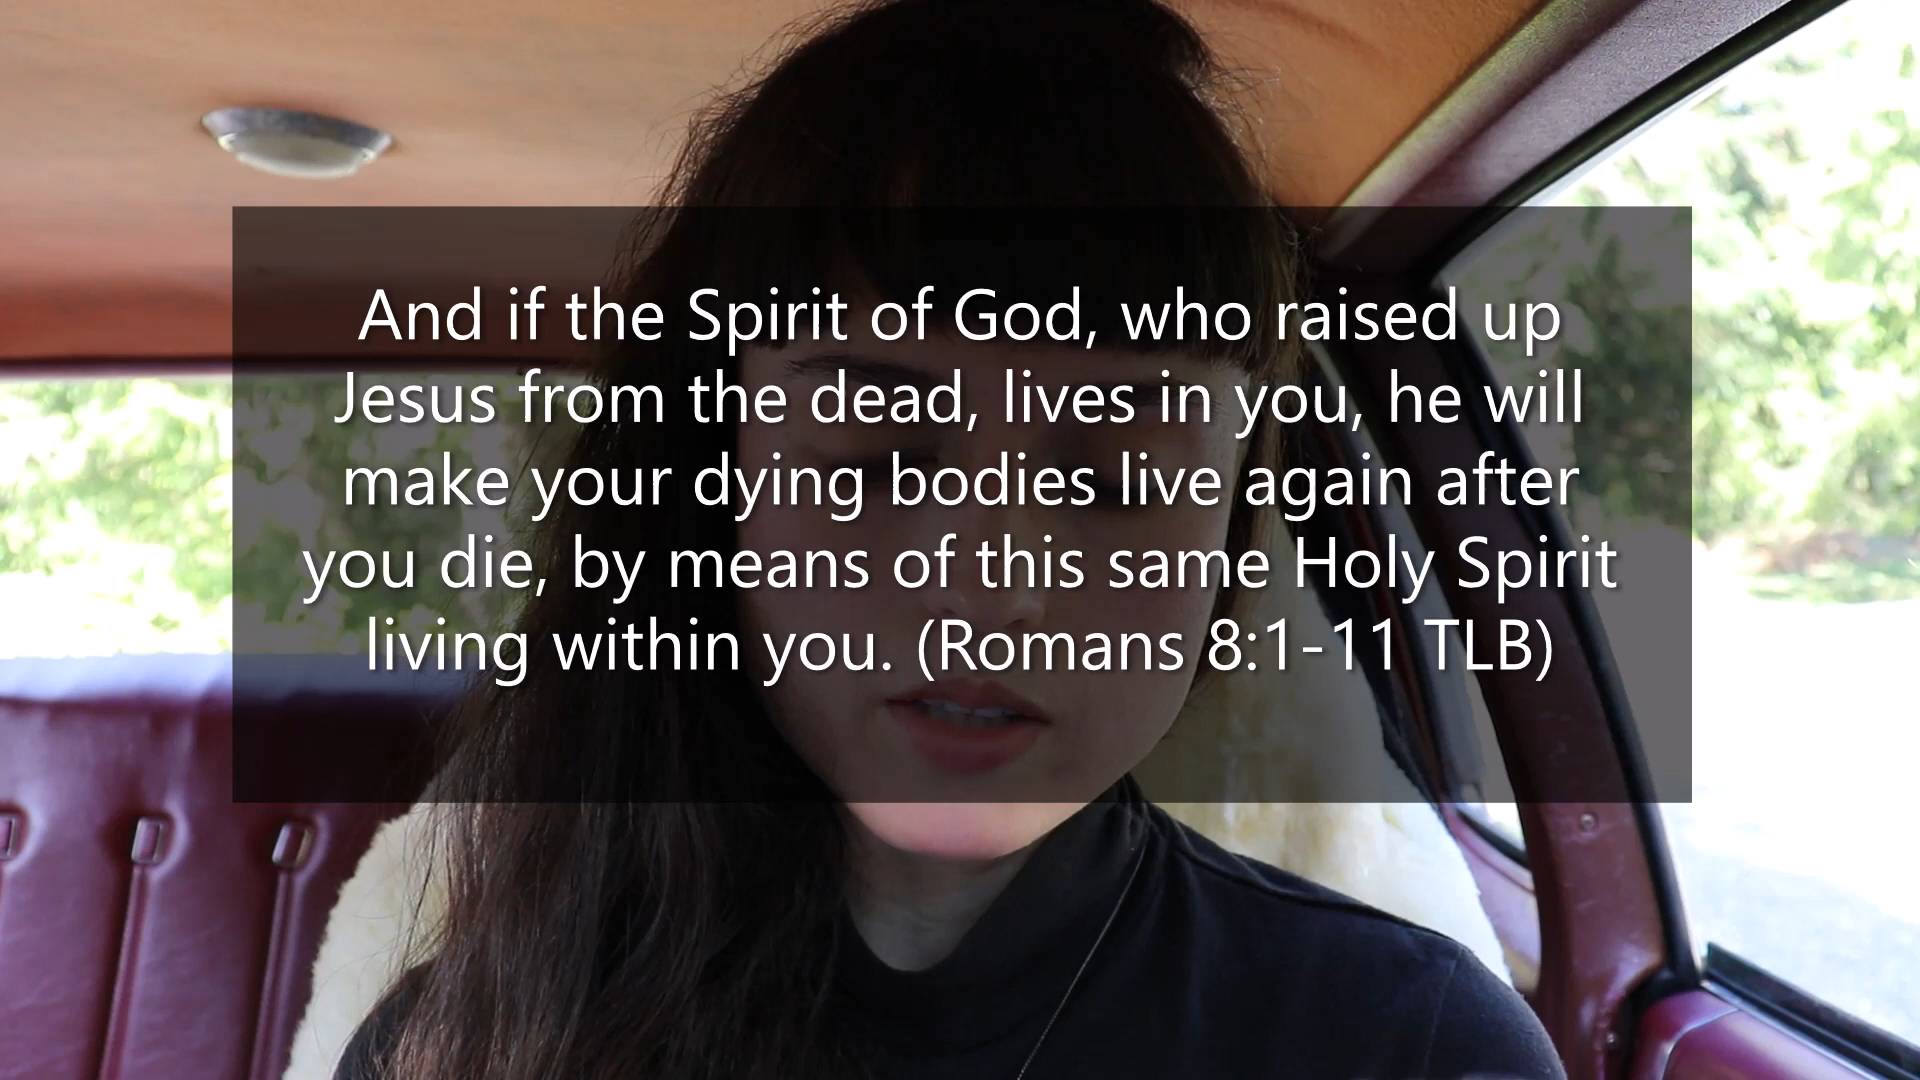 And if the Spirit of God, who raised up
Jesus from the dead, lives in you, he will
make your dying bodies live again after
you die, by means of this same Holy Spirit
living within you. (Romans 8:1-11 TLB)